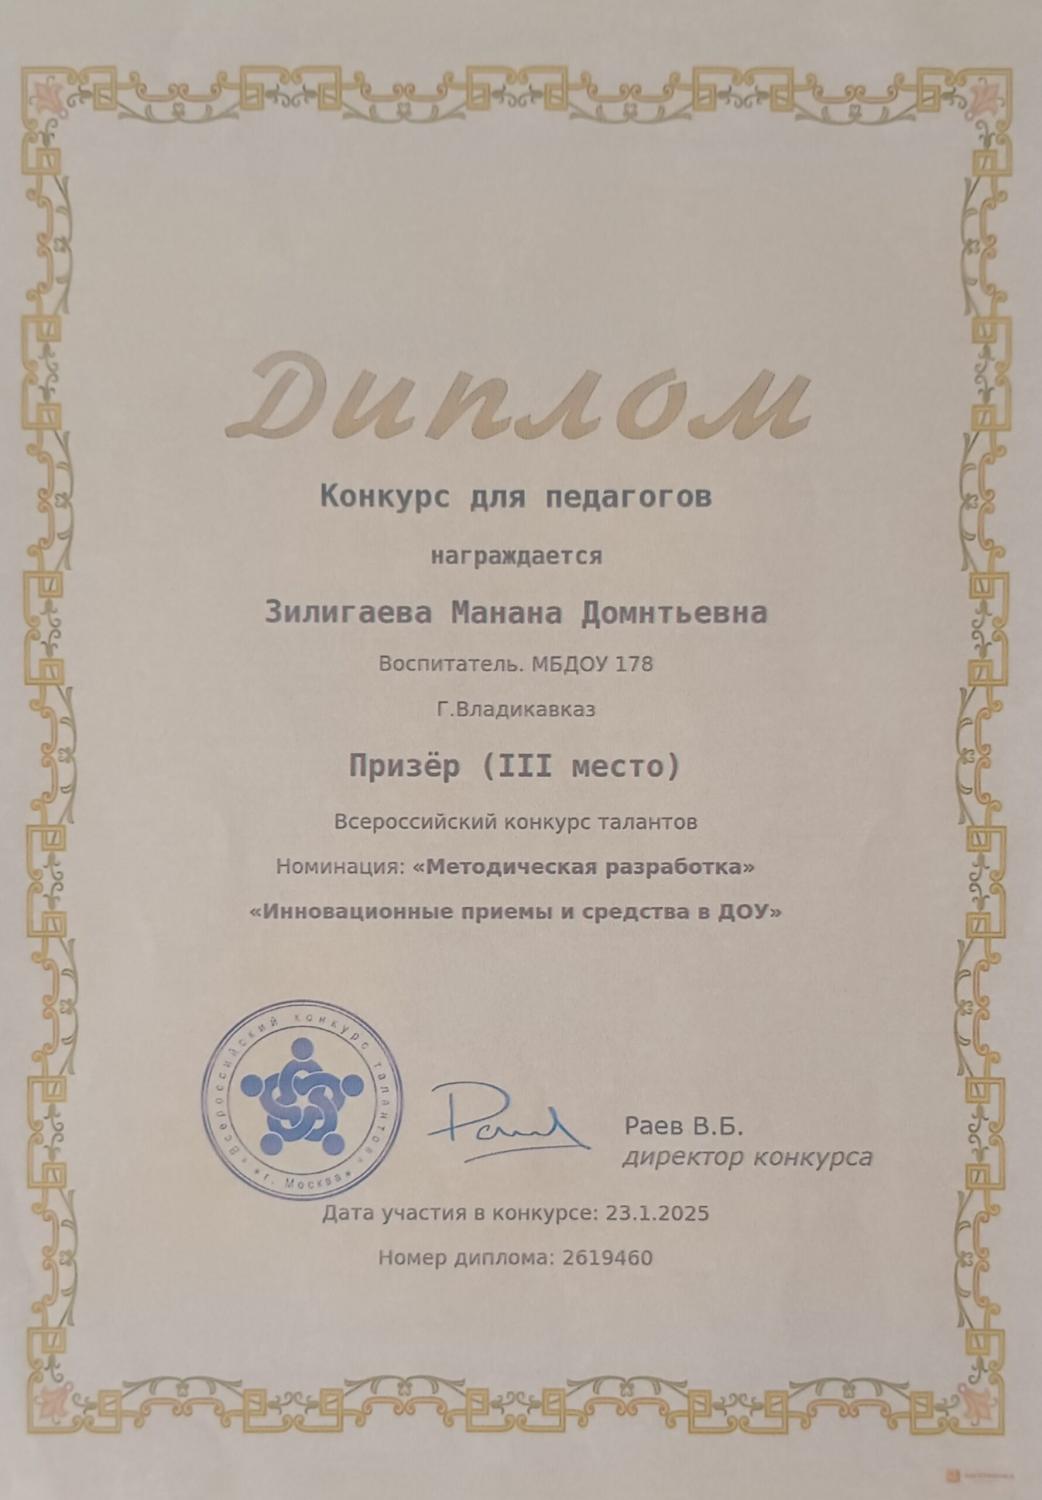 Диплом
Конкурс для педагогов
награждается
Зилигаева Манана Домнтьевна
Воспитатель. МБДОУ 178
Г.Владикавказ
Призёр (III место)
Всероссийский конкурс талантов
Номинация: «Методическая разработка»
«Инновационные приемы и средства в ДОУ»
«Всероссийский конкурс талантов»
* г. Москва *
Раев В.Б.
директор конкурса
Дата участия в конкурсе: 23.1.2025
Номер диплома: 2619460